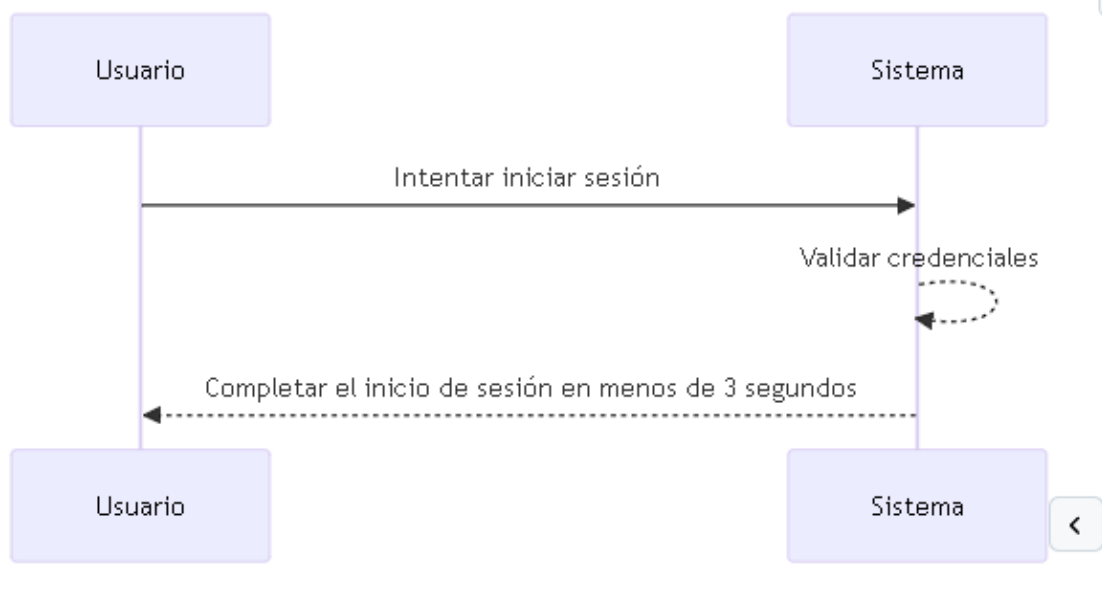 Usuario
Sistema
Intentar iniciar sesión
Validar credenciales
Completar el inicio de sesión en menos de 3 segundos
Usuario
Sistema